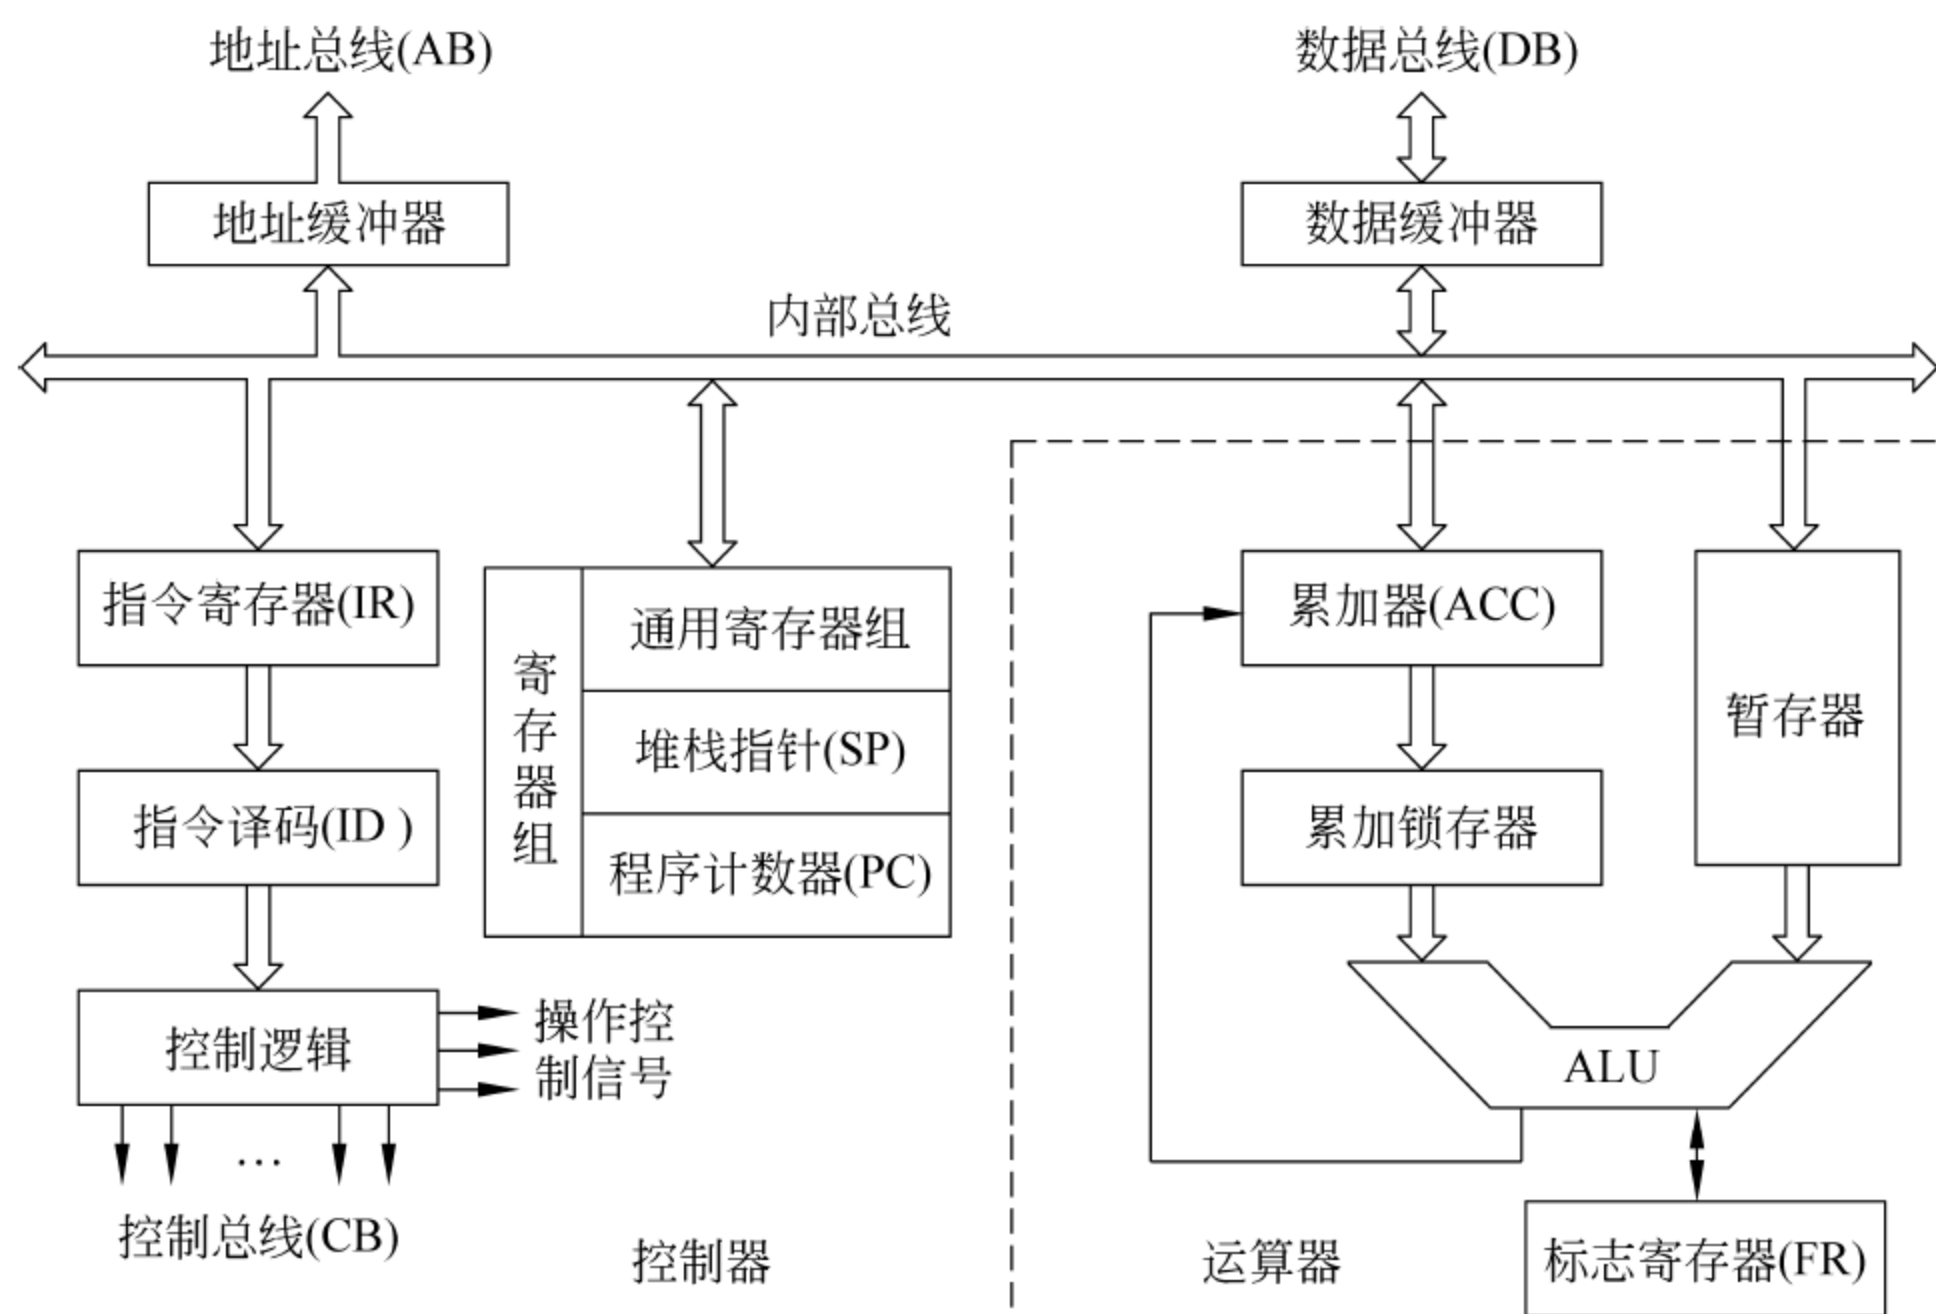 地址总线(AB)
数据总线(DB)
地址缓冲器
数据缓冲器
内部总线
指令寄存器(IR)
指令译码(ID )
控制逻辑
操作控
制信号
…
控制总线(CB)
寄存器组
通用寄存器组
堆栈指针(SP)
程序计数器(PC)
控制器
累加器(ACC)
暂存器
累加锁存器
ALU
运算器
标志寄存器(FR)